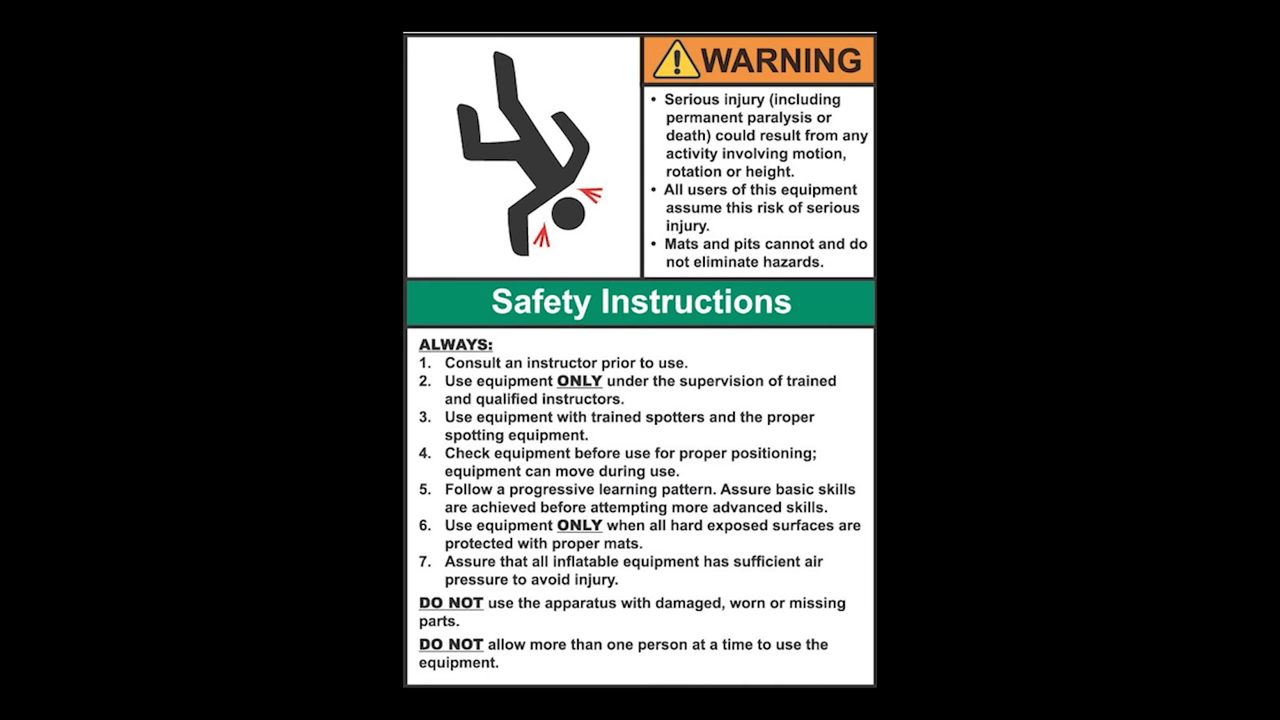 WARNING
• Serious injury (including
permanent paralysis or
death) could result from any
activity involving motion,
rotation or height.
• All users of this equipment
assume this risk of serious
injury.
• Mats and pits cannot and do
not eliminate hazards.
Safety Instructions
ALWAYS:
1. Consult an instructor prior to use.
2. Use equipment ONLY under the supervision of trained
and qualified instructors.
3. Use equipment with trained spotters and the proper
spotting equipment.
4. Check equipment before use for proper positioning;
equipment can move during use.
5. Follow a progressive learning pattern. Assure basic skills
are achieved before attempting more advanced skills.
6. Use equipment ONLY when all hard exposed surfaces are
protected with proper mats.
7. Assure that all inflatable equipment has sufficient air
pressure to avoid injury.
DO NOT use the apparatus with damaged, worn or missing
parts.
DO NOT allow more than one person at a time to use the
equipment.